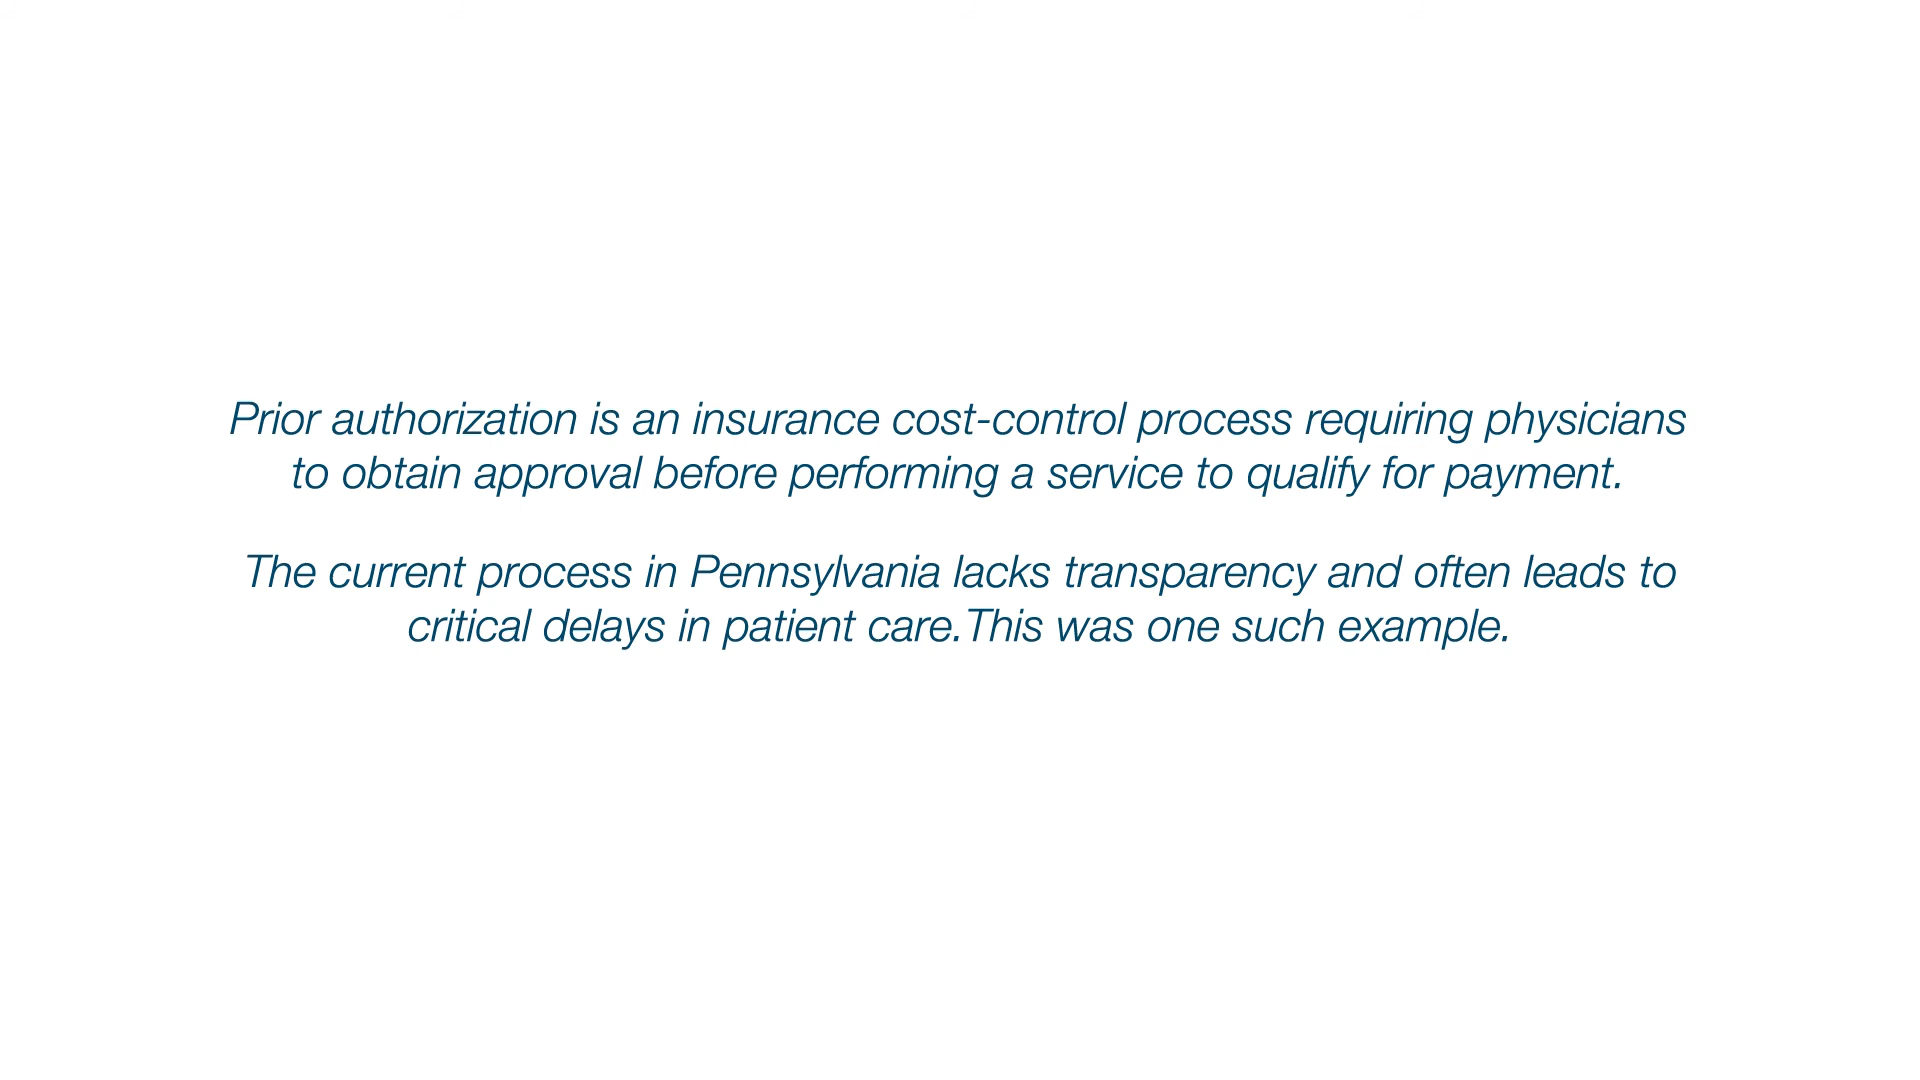 Prior authorization is an insurance cost-control process requiring physicians
to obtain approval before performing a service to qualify for payment.
The current process in Pennsylvania lacks transparency and often leads to
critical delays in patient care.This was one such example.